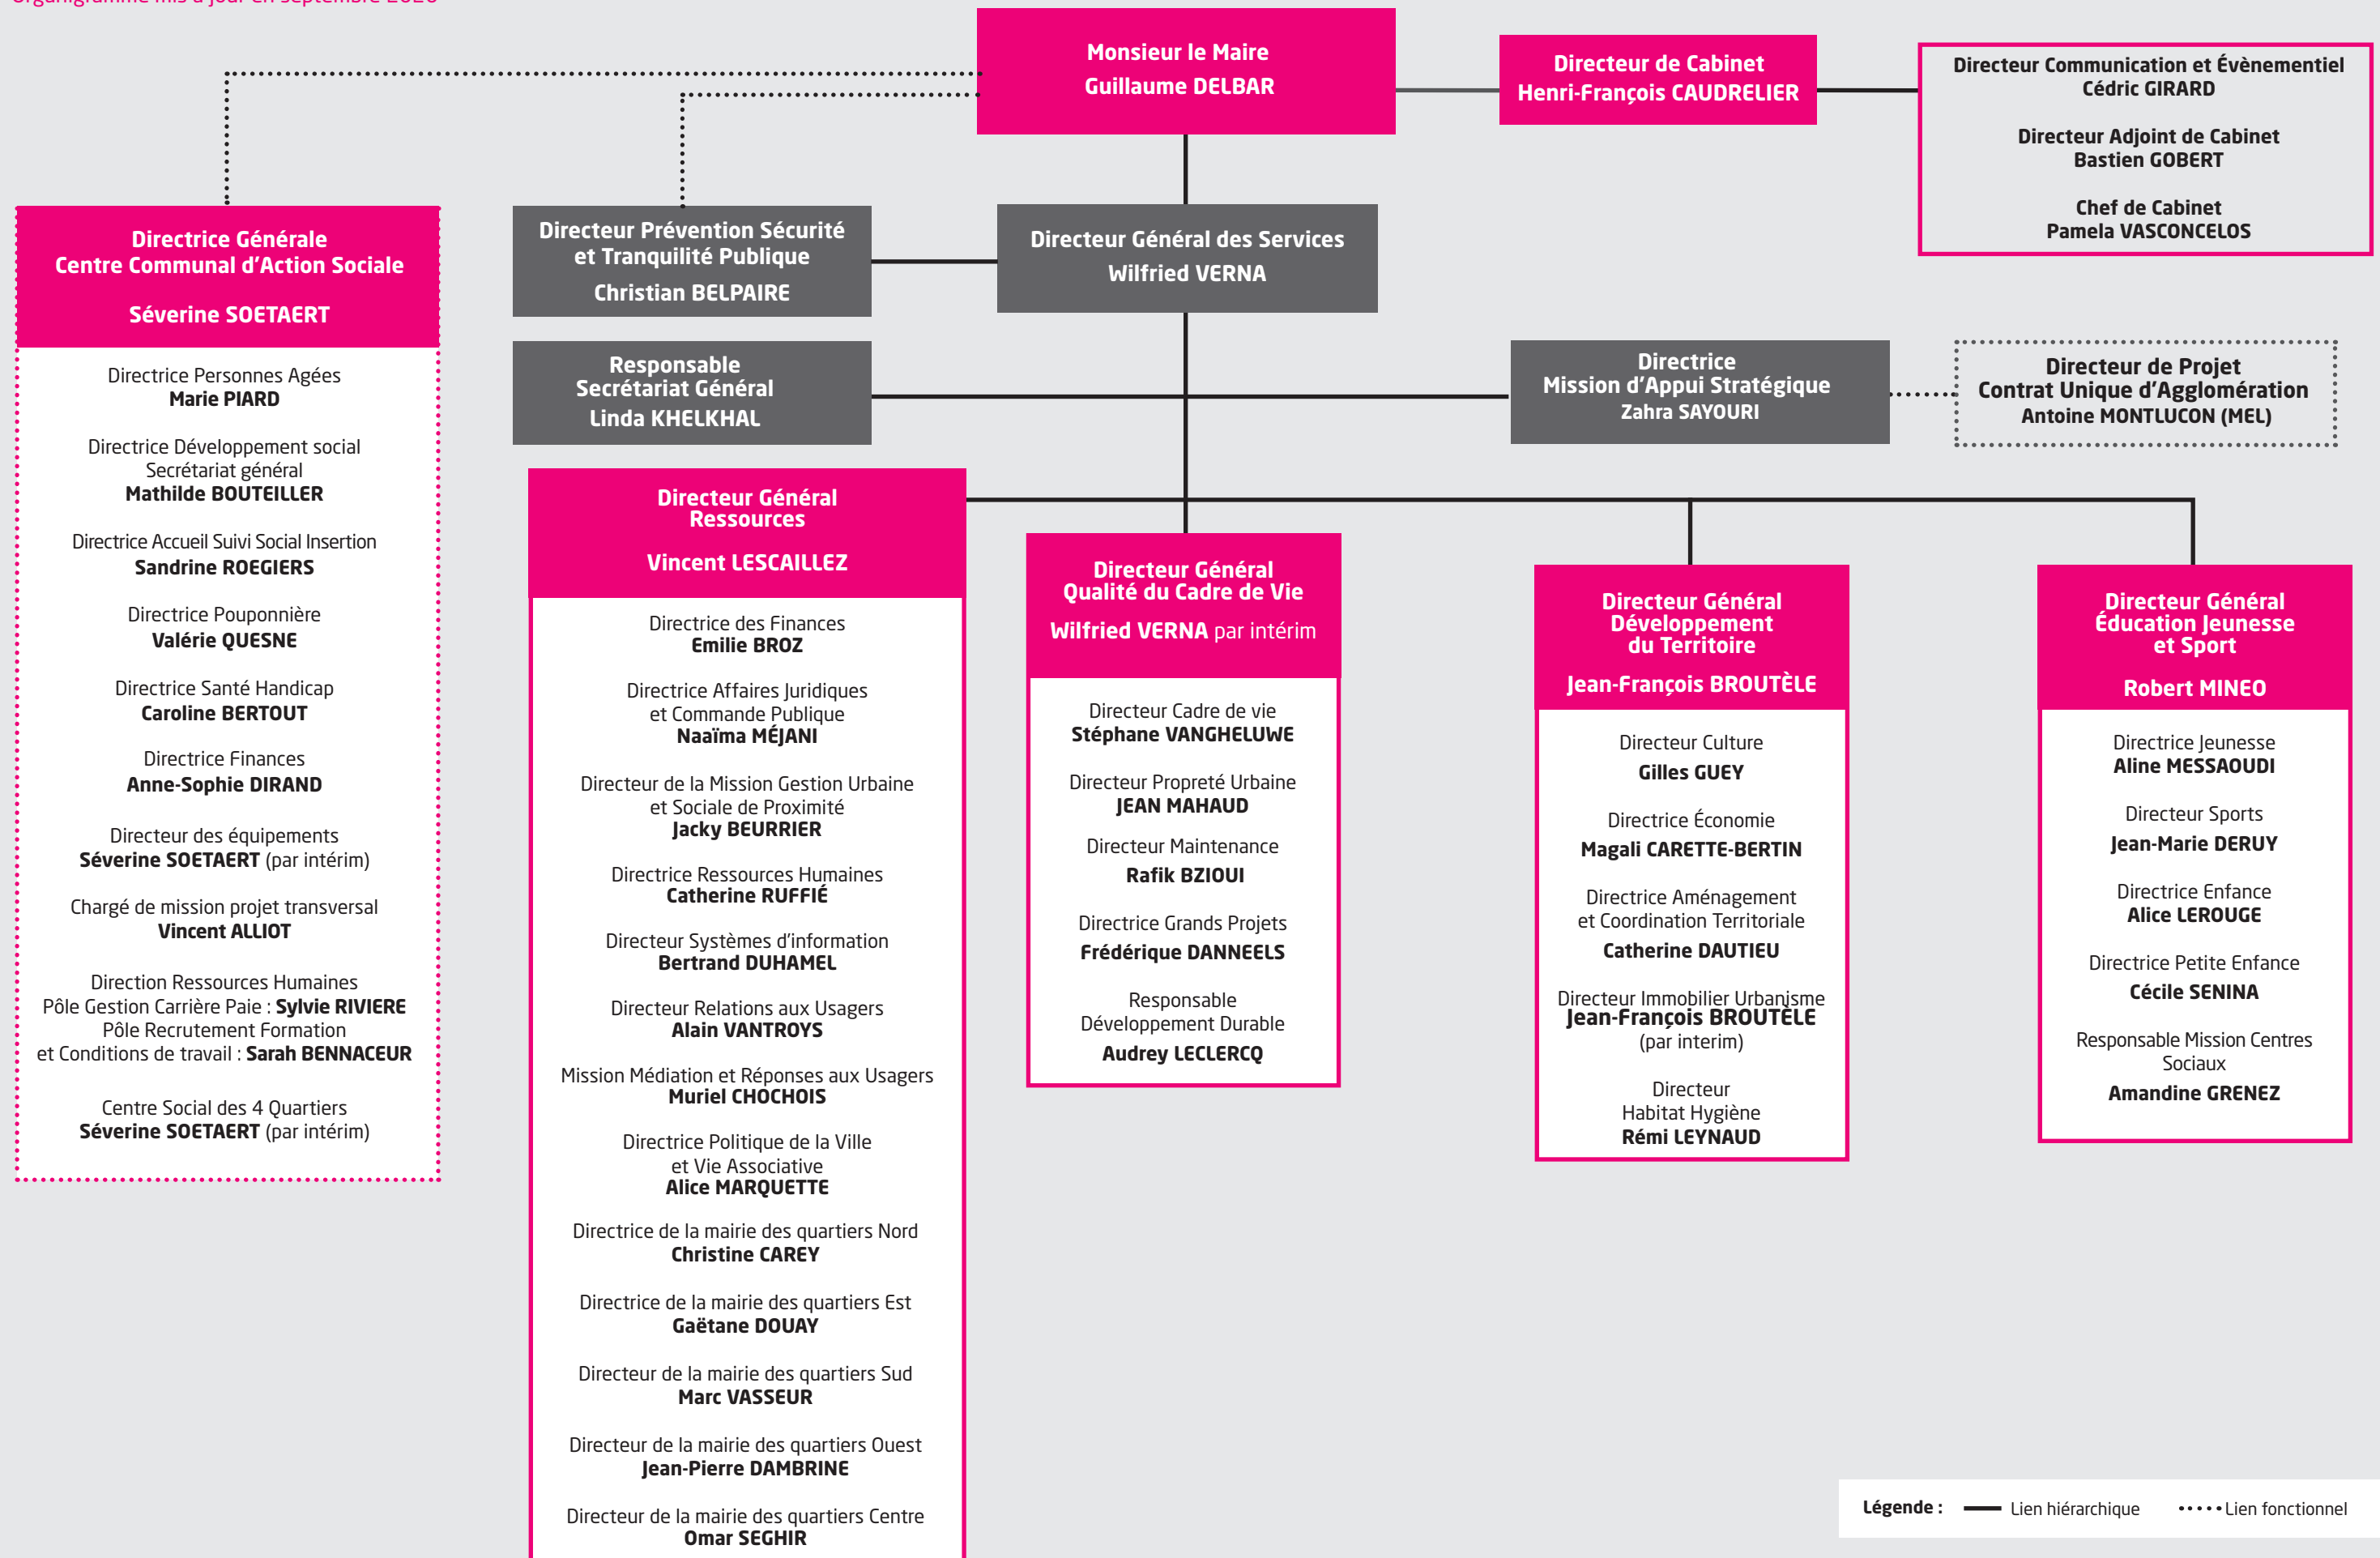 Organigramme mis à jour en septembre 2020
Monsieur le Maire
Guillaume DELBAR
Directeur de Cabinet
Henri-François CAUDRELIER
Directeur Communication et Évènementiel
Cédric GIRARD
Directeur Adjoint de Cabinet
Bastien GOBERT
Chef de Cabinet
Pamela VASCONCELOS
Directrice Générale
Centre Communal d'Action Sociale
Séverine SOETAERT
Directrice Personnes Agées
Marie PIARD
Directrice Développement social
Secrétariat général
Mathilde BOUTEILLER
Directrice Accueil Suivi Social Insertion
Sandrine ROEGIERS
Directrice Pouponnière
Valérie QUESNE
Directrice Santé Handicap
Caroline BERTOUT
Directrice Finances
Anne-Sophie DIRAND
Directeur des équipements
Séverine SOETAERT (par intérim)
Chargé de mission projet transversal
Vincent ALLIOT
Direction Ressources Humaines
Pôle Gestion Carrière Paie : Sylvie RIVIERE
Pôle Recrutement Formation
et Conditions de travail : Sarah BENNACEUR
Centre Social des 4 Quartiers
Séverine SOETAERT (par intérim)
Directeur Prévention Sécurité
et Tranquilité Publique
Christian BELPAIRE
Directeur Général des Services
Wilfried VERNA
Responsable
Secrétariat Général
Linda KHELKHAL
Directrice
Mission d'Appui Stratégique
Zahra SAYOURI
Directeur de Projet
Contrat Unique d'Agglomération
Antoine MONTLUCON (MEL)
Directeur Général
Ressources
Vincent LESCAILLEZ
Directrice des Finances
Emilie BROZ
Directrice Affaires Juridiques
et Commande Publique
Naaïma MÉJANI
Directeur de la Mission Gestion Urbaine
et Sociale de Proximité
Jacky BEURRIER
Directrice Ressources Humaines
Catherine RUFFIÉ
Directeur Systèmes d'information
Bertrand DUHAMEL
Directeur Relations aux Usagers
Alain VANTROYS
Mission Médiation et Réponses aux Usagers
Muriel CHOCHOIS
Directrice Politique de la Ville
et Vie Associative
Alice MARQUETTE
Directrice de la mairie des quartiers Nord
Christine CAREY
Directrice de la mairie des quartiers Est
Gaëtane DOUAY
Directeur de la mairie des quartiers Sud
Marc VASSEUR
Directeur de la mairie des quartiers Ouest
Jean-Pierre DAMBRINE
Directeur de la mairie des quartiers Centre
Omar SEGHIR
Directeur Général
Qualité du Cadre de Vie
Wilfried VERNA par intérim
Directeur Cadre de vie
Stéphane VANGHELUWE
Directeur Propreté Urbaine
JEAN MAHAUD
Directeur Maintenance
Rafik BZIOUI
Directrice Grands Projets
Frédérique DANNEELS
Responsable
Développement Durable
Audrey LECLERCQ
Directeur Général
Développement
du Territoire
Jean-François BROUTÈLE
Directeur Culture
Gilles GUEY
Directrice Économie
Magali CARETTE-BERTIN
Directrice Aménagement
et Coordination Territoriale
Catherine DAUTIEU
Directeur Immobilier Urbanisme
Jean-François BROUTÈLE
(par interim)
Directeur
Habitat Hygiène
Rémi LEYNAUD
Directeur Général
Éducation Jeunesse
et Sport
Robert MINEO
Directrice Jeunesse
Aline MESSAOUDI
Directeur Sports
Jean-Marie DERUY
Directrice Enfance
Alice LEROUGE
Directrice Petite Enfance
Cécile SENINA
Responsable Mission Centres
Sociaux
Amandine GRENEZ
Légende : Lien hiérarchique Lien fonctionnel